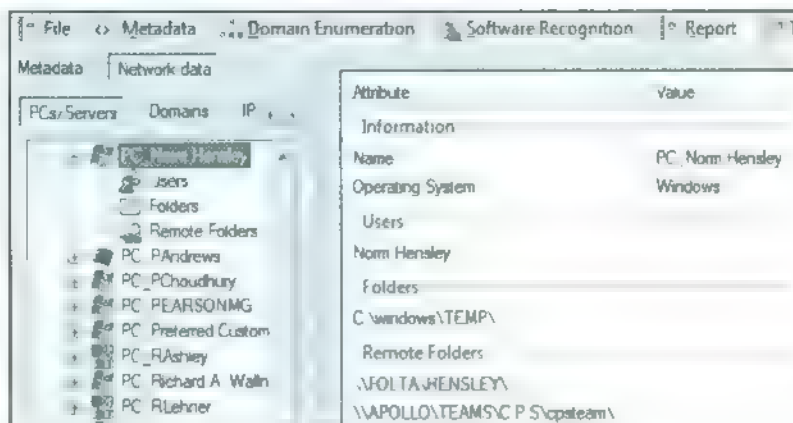 File <> Metadata Domain Enumeration Software Recognition Report
Metadata Network data
PCs/Servers Domains IP
PC_Norm Hensley
Users
Folders
Remote Folders
PC_PAndrews
PC_PChoudhury
PC_PEARSONMG
PC_Preferred Custom
PC_RAshley
PC_Richard A Walln
PC_RLehner
Attribute Value
Information
Name PC_Norm Hensley
Operating System Windows
Users
Norm Hensley
Folders
C:\windows\TEMP\
Remote Folders
\\APOLLO\TEAMS\C P S\cpsteam\